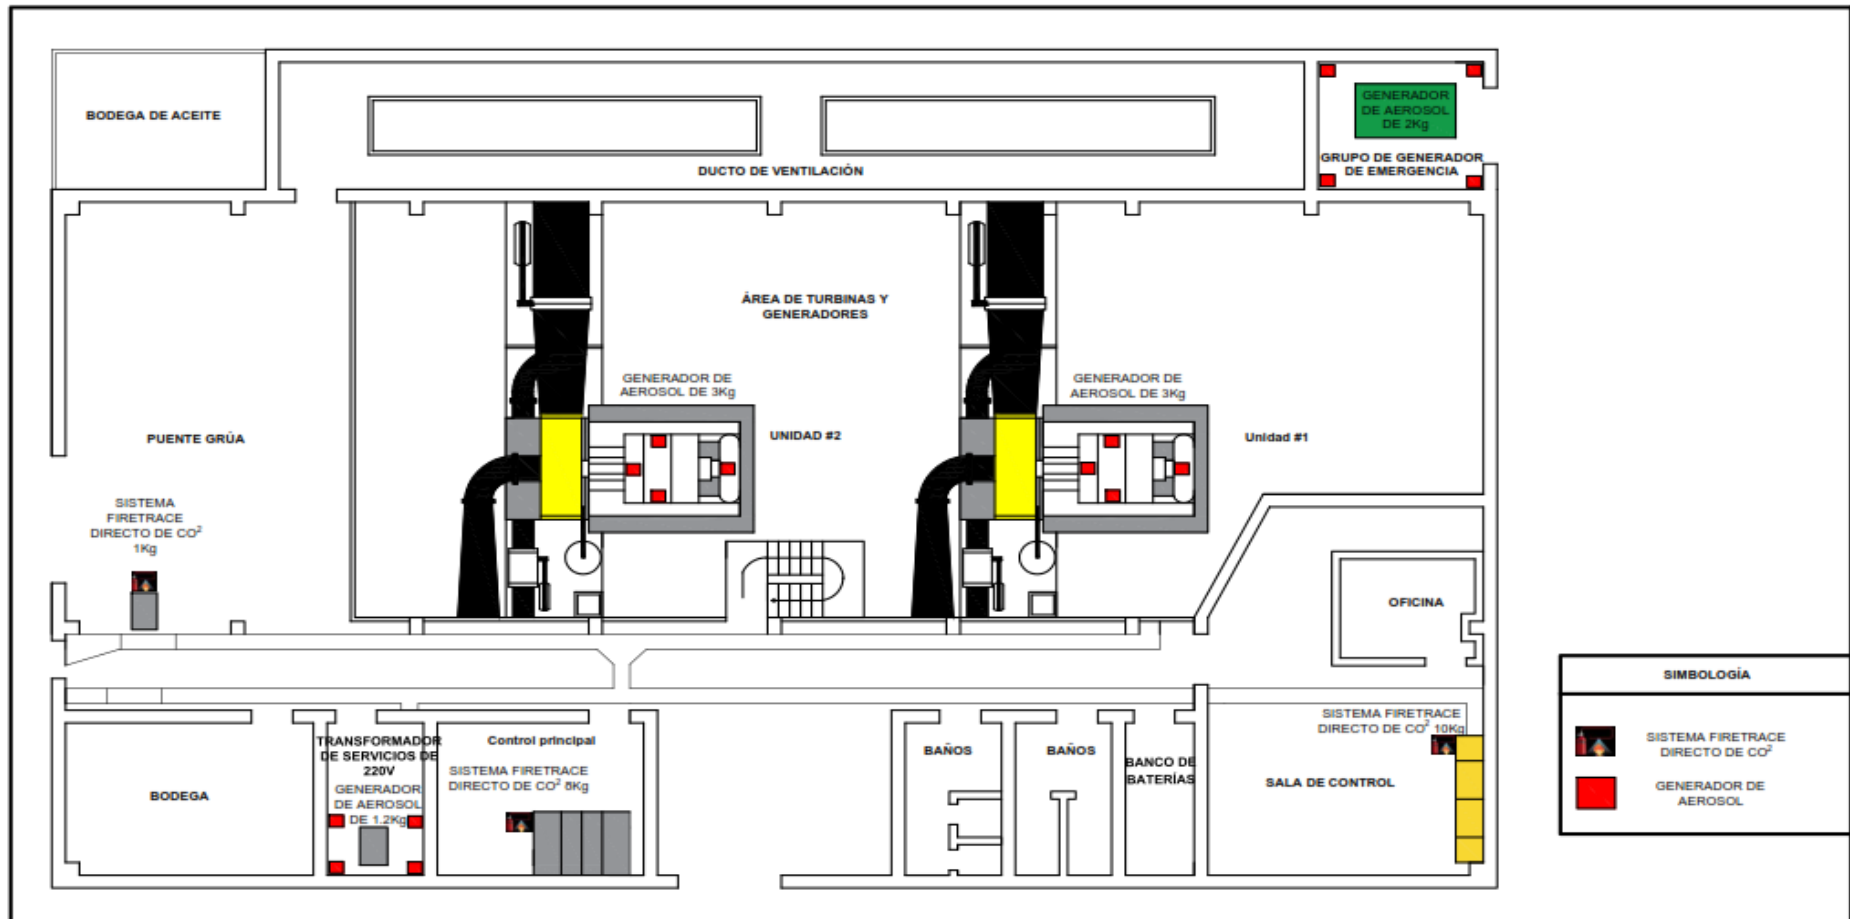 BODEGA DE ACEITE
GENERADOR
DE AEROSOL
DE 2Kg
GRUPO DE GENERADOR
DE EMERGENCIA
DUCTO DE VENTILACIÓN
ÁREA DE TURBINAS Y
GENERADORES
GENERADOR DE
AEROSOL DE 3Kg
GENERADOR DE
AEROSOL DE 3Kg
PUENTE GRÚA
UNIDAD #2
Unidad #1
SISTEMA
FIRETRACE
DIRECTO DE CO²
1Kg
OFICINA
SIMBOLOGÍA
SISTEMA FIRETRACE
DIRECTO DE CO²
GENERADOR DE
AEROSOL
BODEGA
TRANSFORMADOR
DE SERVICIOS DE
220V
GENERADOR
DE AEROSOL
DE 1.2Kg
Control principal
SISTEMA FIRETRACE
DIRECTO DE CO² 8Kg
BAÑOS
BAÑOS
BANCO DE
BATERÍAS
SISTEMA FIRETRACE
DIRECTO DE CO² 10Kg
SALA DE CONTROL